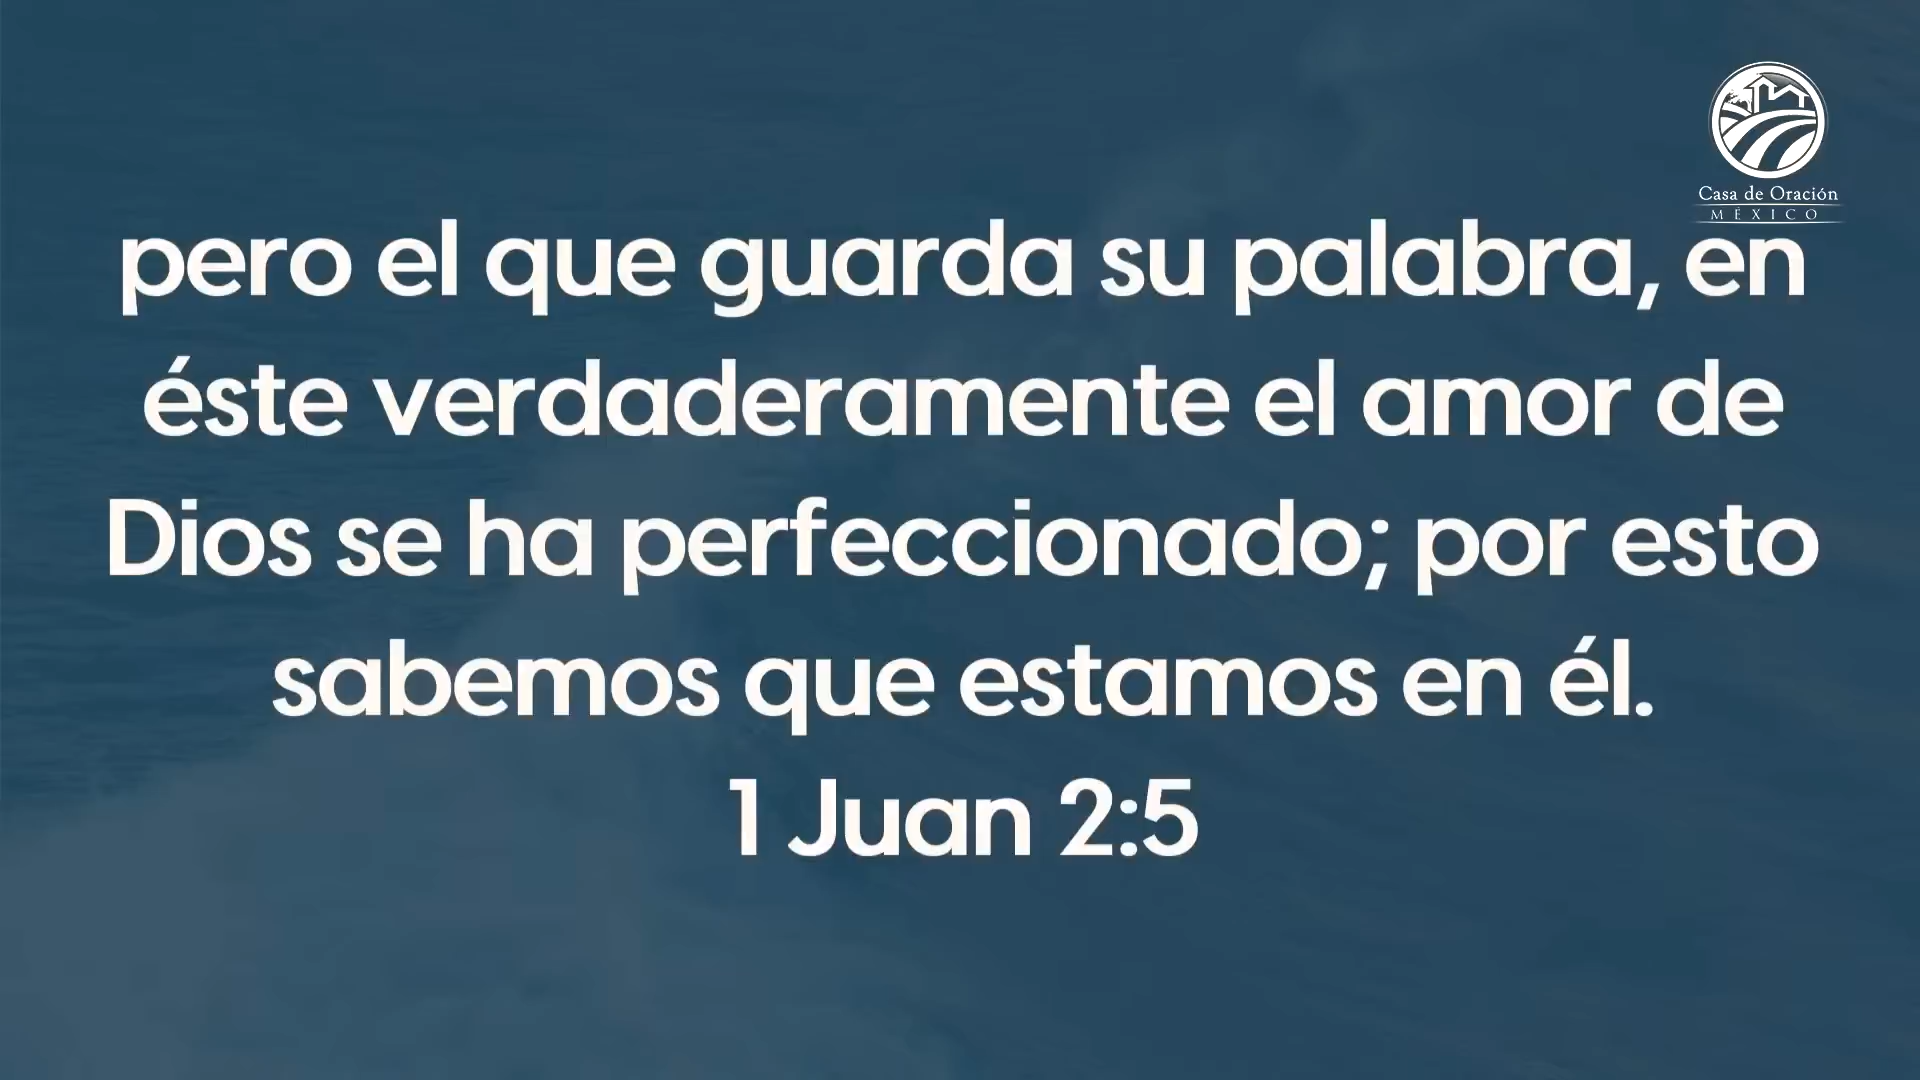 Casa de Oración
MÉXICO
pero el que guarda su palabra, en
éste verdaderamente el amor de
Dios se ha perfeccionado; por esto
sabemos que estamos en él.
1 Juan 2:5